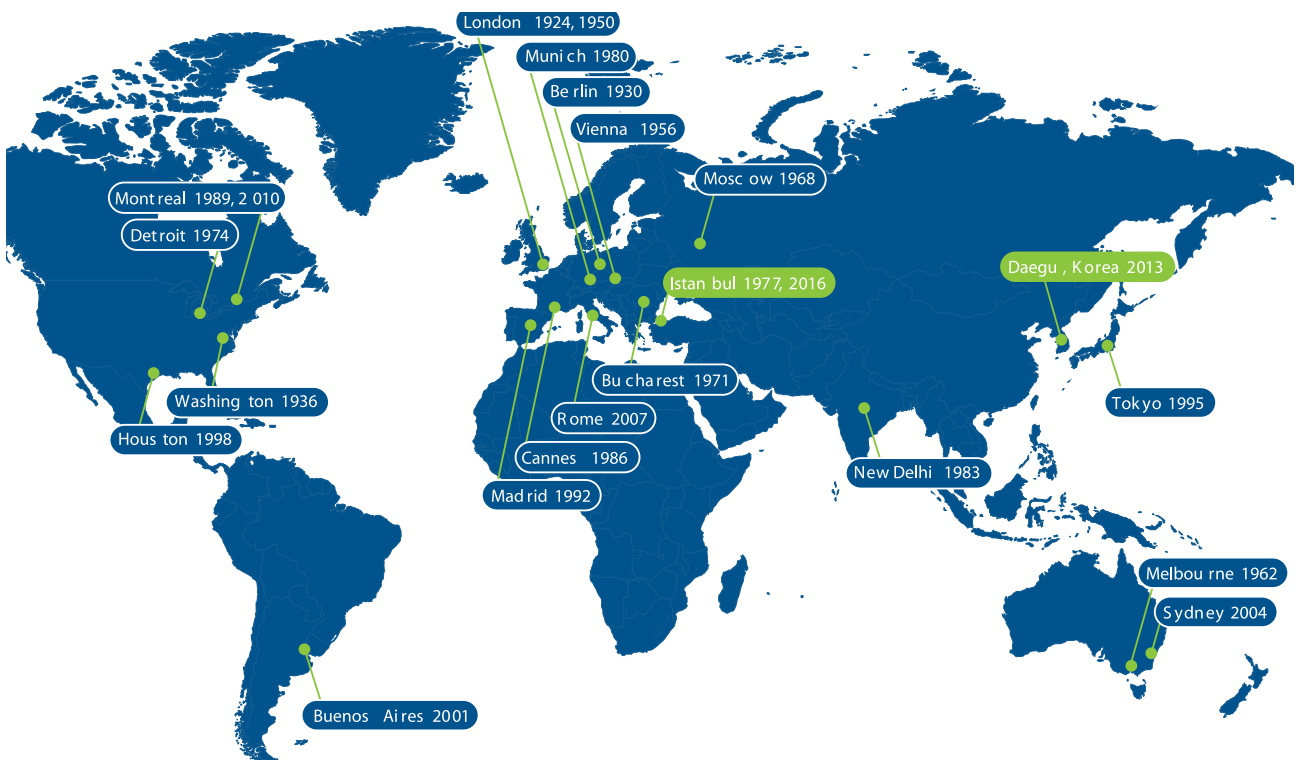 London 1924, 1950
Munich 1980
Berlin 1930
Vienna 1956
Moscow 1968
Montreal 1989, 2010
Detroit 1974
Daegu, Korea 2013
Istanbul 1977, 2016
Bucharest 1971
Washington 1936
Tokyo 1995
Rome 2007
Houston 1998
Cannes 1986
New Delhi 1983
Madrid 1992
Melbourne 1962
Sydney 2004
Buenos Aires 2001